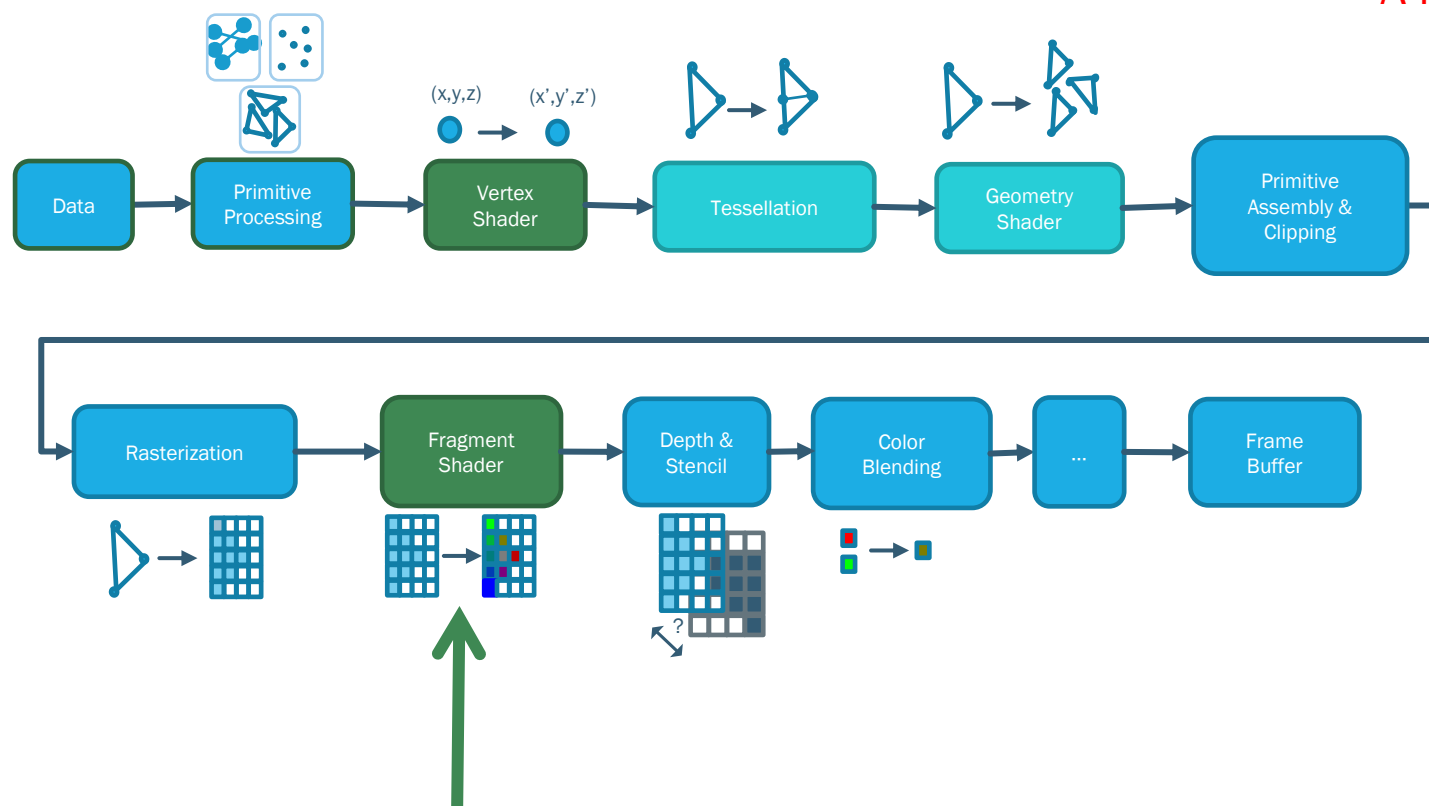 (x,y,z)
(x’,y’,z’)
Data
Primitive
Processing
Vertex
Shader
Tessellation
Geometry
Shader
Primitive
Assembly &
Clipping
Rasterization
Fragment
Shader
Depth &
Stencil
Color
Blending
...
Frame
Buffer
?